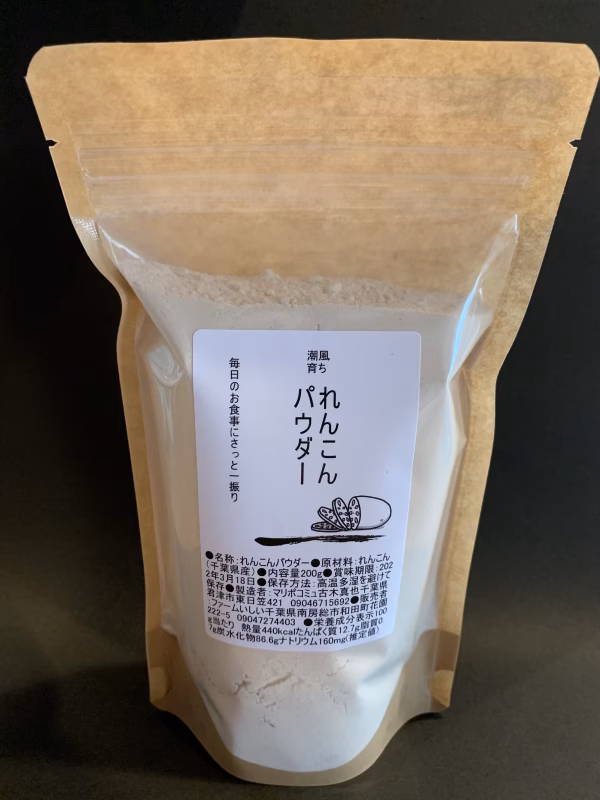 潮風
育ち
れんこん
パウダー
毎日のお食事にさっと一振り
●名称:れんこんパウダー●原材料:れんこん
(千葉県産)●内容量200g●賞味期限:202
2年3月18日●保存方法:高温多湿を避けて
保存●製造者:マリポコミュ古木真也千葉県
君津市東日笠421 09046715692●販売者
:ファームいしい千葉県南房総市和田町花園
222-5 09047274403 ●栄養成分表示100
g当たり 熱量440kcalたんぱく質12.7g脂質0.
7g炭水化物86.6gナトリウム160mg(推定値)